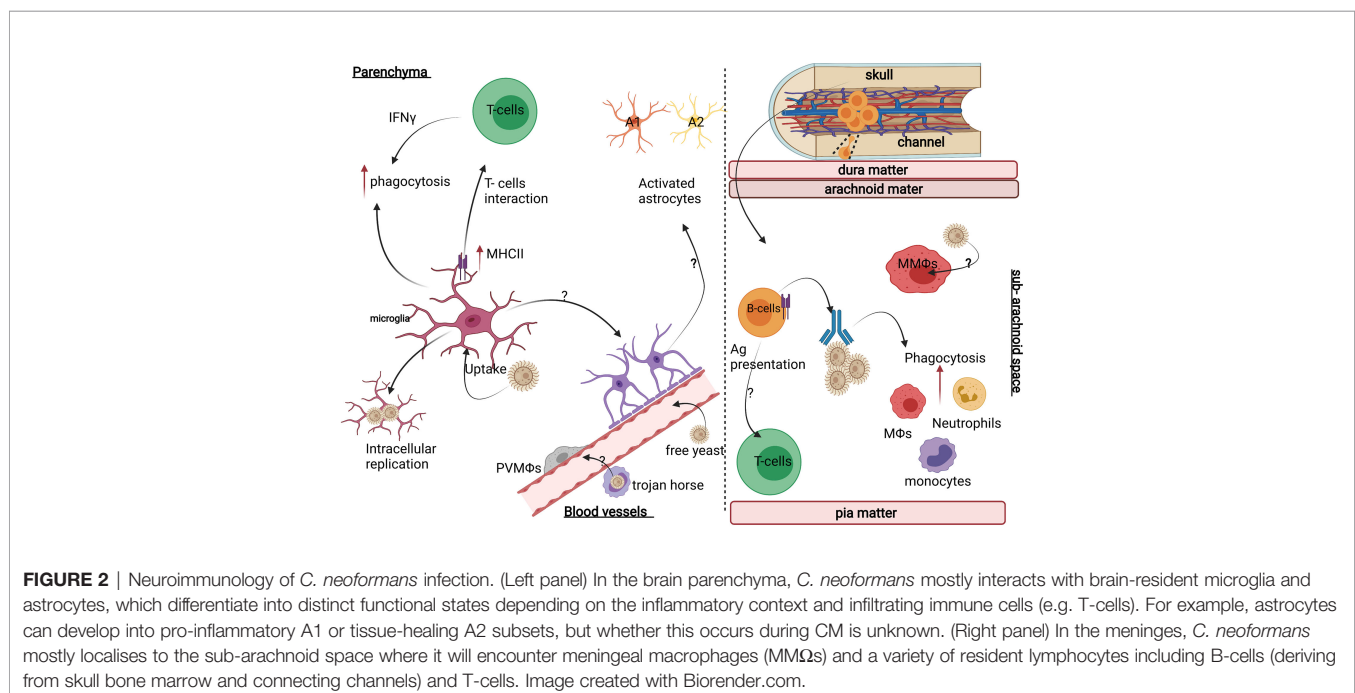 Parenchyma
T-cells
IFNγ
phagocytosis
T- cells
interaction
MHCII
microglia
Uptake
Intracellular
replication
A1
A2
Activated
astrocytes
?
?
PVMΦs
?
trojan horse
free yeast
Blood vessels
skull
channel
dura matter
arachnoid mater
MMΦs
?
sub- arachnoid space
B-cells
Ag
presentation
?
T-cells
Phagocytosis
MΦs
Neutrophils
monocytes
pia matter
FIGURE 2 | Neuroimmunology of C. neoformans infection. (Left panel) In the brain parenchyma, C. neoformans mostly interacts with brain-resident microglia and
astrocytes, which differentiate into distinct functional states depending on the inflammatory context and infiltrating immune cells (e.g. T-cells). For example, astrocytes
can develop into pro-inflammatory A1 or tissue-healing A2 subsets, but whether this occurs during CM is unknown. (Right panel) In the meninges, C. neoformans
mostly localises to the sub-arachnoid space where it will encounter meningeal macrophages (MMΩs) and a variety of resident lymphocytes including B-cells (deriving
from skull bone marrow and connecting channels) and T-cells. Image created with Biorender.com.